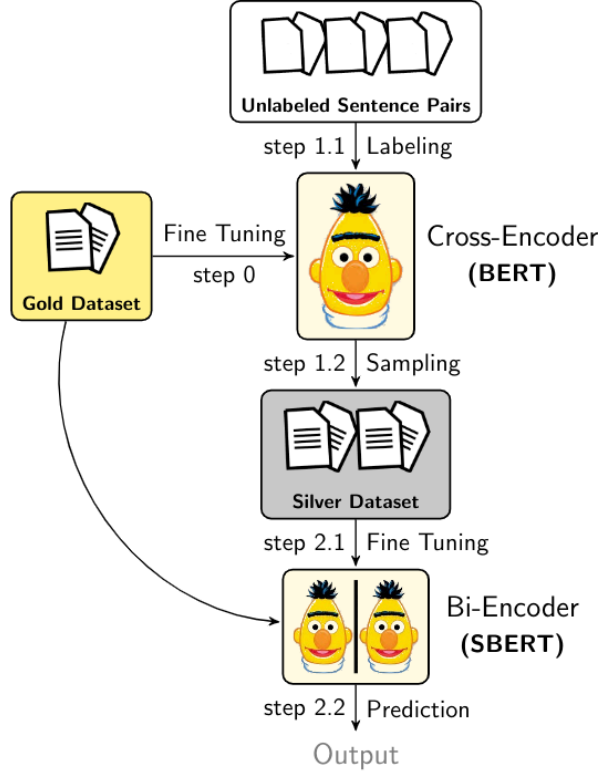 Unlabeled Sentence Pairs
step 1.1 Labeling
Fine Tuning
step 0
Gold Dataset
Cross-Encoder
(BERT)
step 1.2 Sampling
Silver Dataset
step 2.1 Fine Tuning
Bi-Encoder
(SBERT)
step 2.2 Prediction
Output